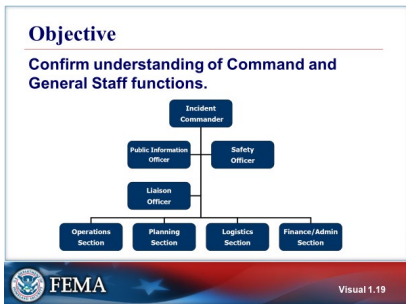 Objective
Confirm understanding of Command and
General Staff functions.
Incident
Commander
Public Information
Officer
Safety
Officer
Liaison
Officer
Operations
Section
Planning
Section
Logistics
Section
Finance/Admin
Section
FEMA
Visual 1.19